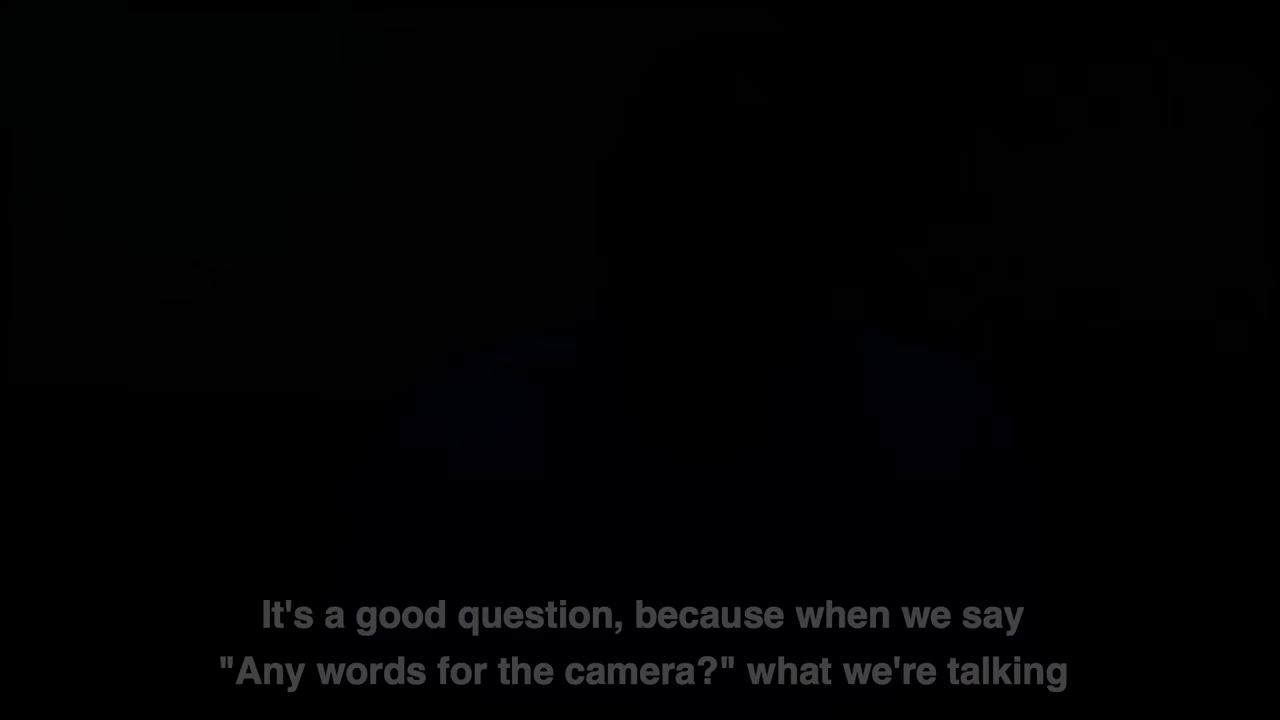 It's a good question, because when we say
"Any words for the camera?" what we're talking